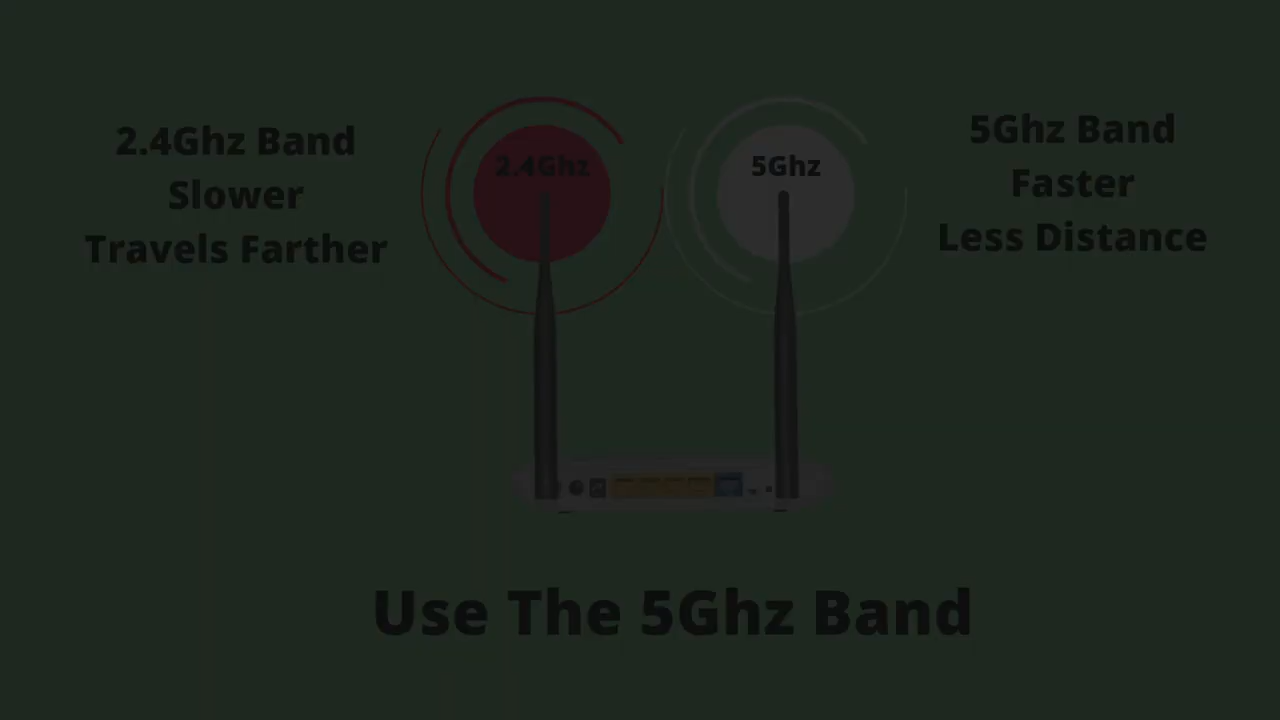 2.4Ghz Band
Slower
Travels Farther
2.4Ghz
5Ghz
5Ghz Band
Faster
Less Distance
Use The 5Ghz Band